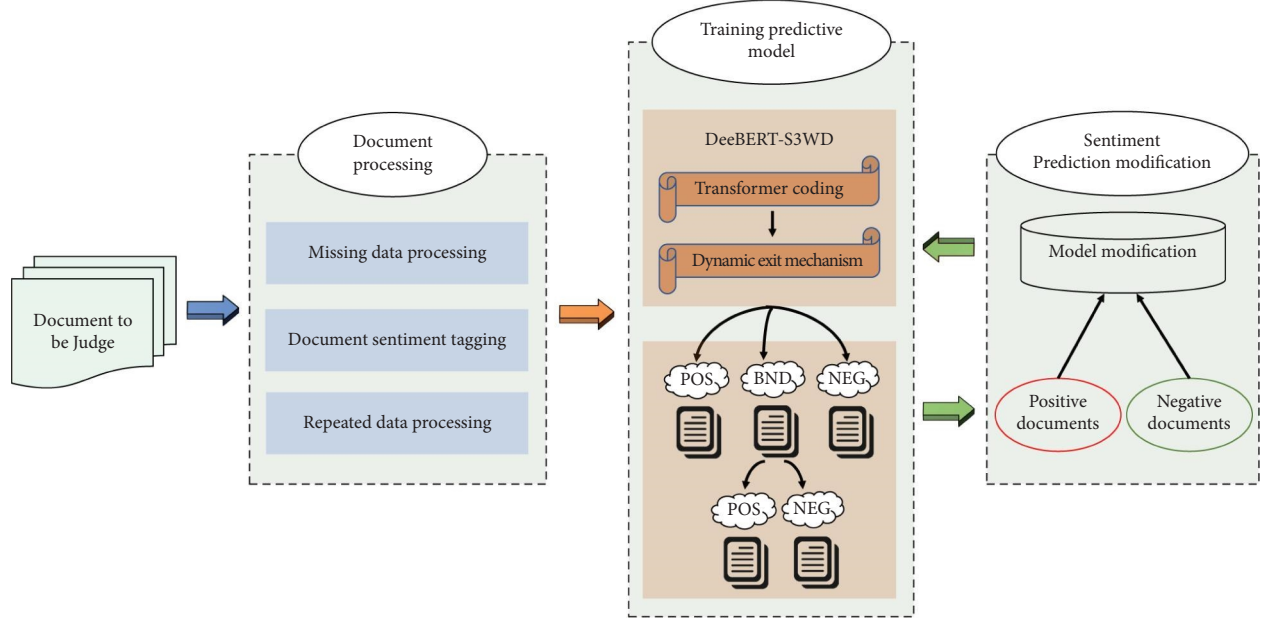 Document to
be Judge
Document
processing
Missing data processing
Document sentiment tagging
Repeated data processing
Training predictive
model
DeeBERT-S3WD
Transformer coding
Dynamic exit mechanism
POS
BND
NEG
POS
NEG
Sentiment
Prediction modification
Model modification
Positive
documents
Negative
documents